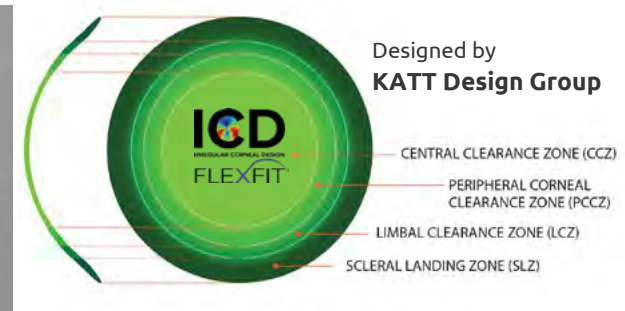 Designed by
KATT Design Group
ICD
IRREGULAR CORNEAL DESIGN
FLEXFIT
CENTRAL CLEARANCE ZONE (CCZ)
PERIPHERAL CORNEAL
CLEARANCE ZONE (PCCZ)
LIMBAL CLEARANCE ZONE (LCZ)
SCLERAL LANDING ZONE (SLZ)